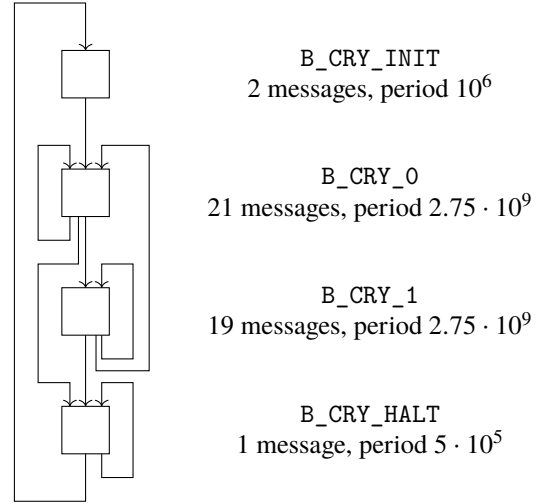 B_CRY_INIT
2 messages, period 10⁶
B_CRY_0
21 messages, period 2.75 · 10⁹
B_CRY_1
19 messages, period 2.75 · 10⁹
B_CRY_HALT
1 message, period 5 · 10⁵